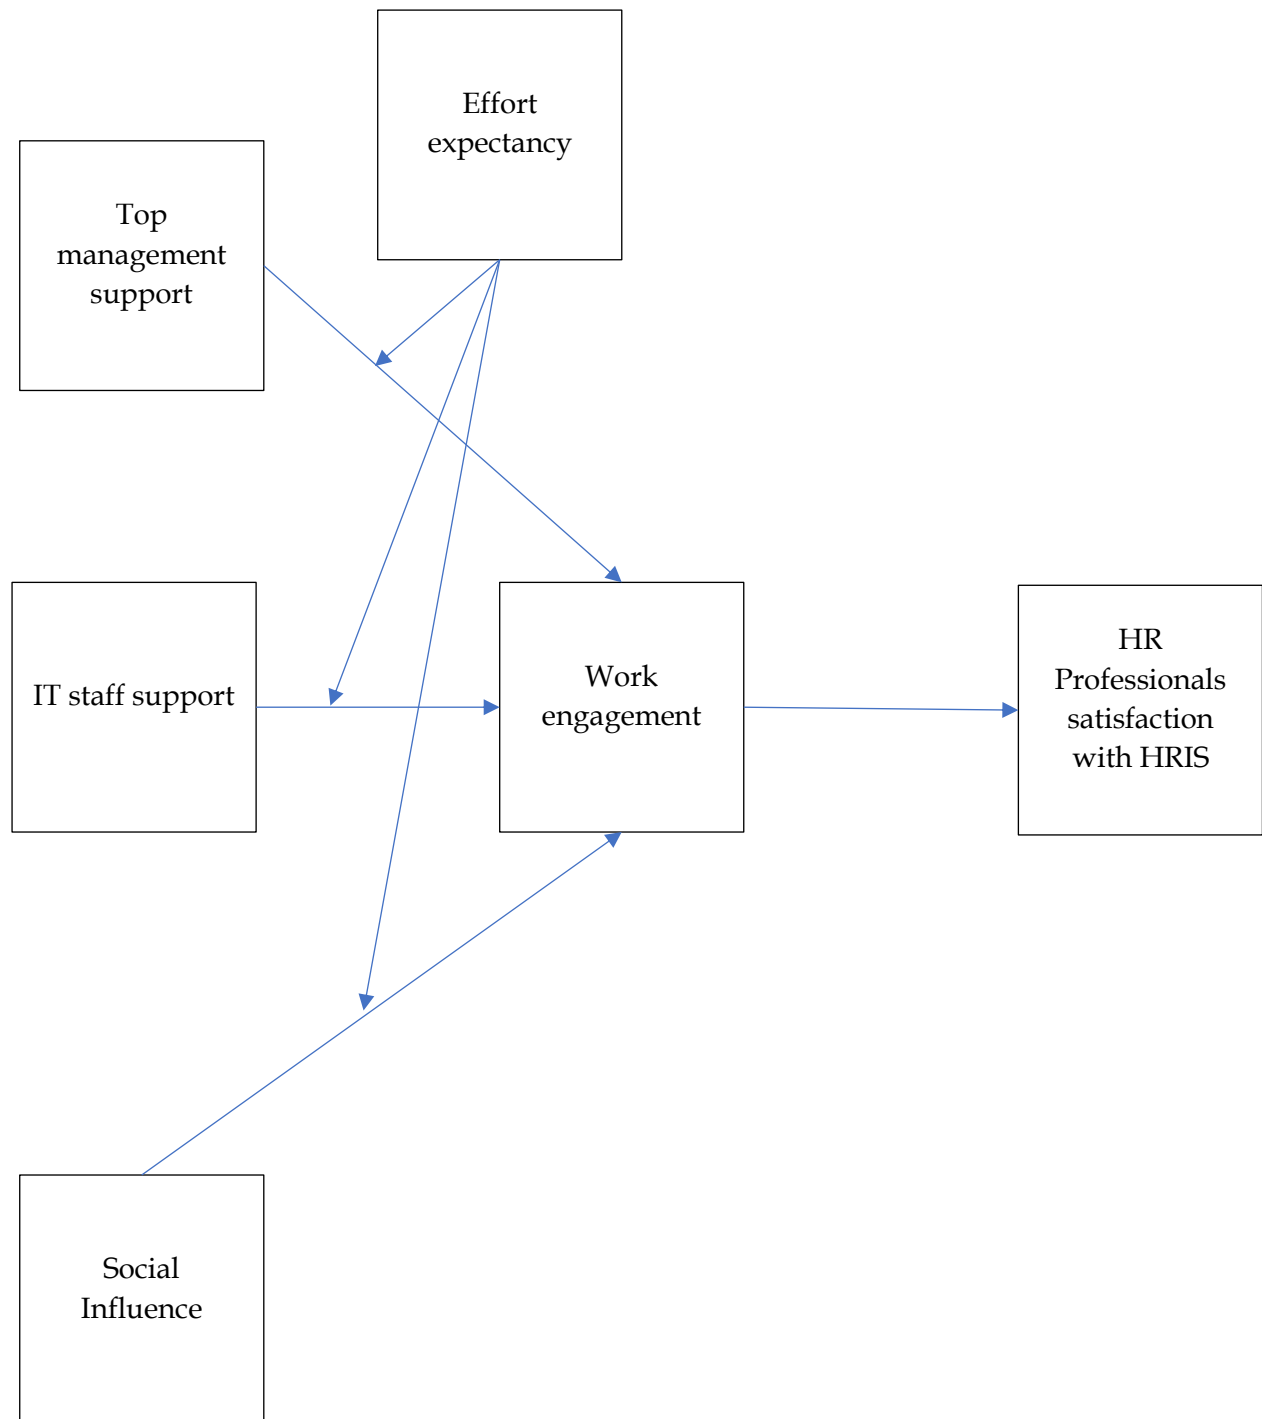 Effort
expectancy
Top
management
support
IT staff support
Work
engagement
HR
Professionals
satisfaction
with HRIS
Social
Influence